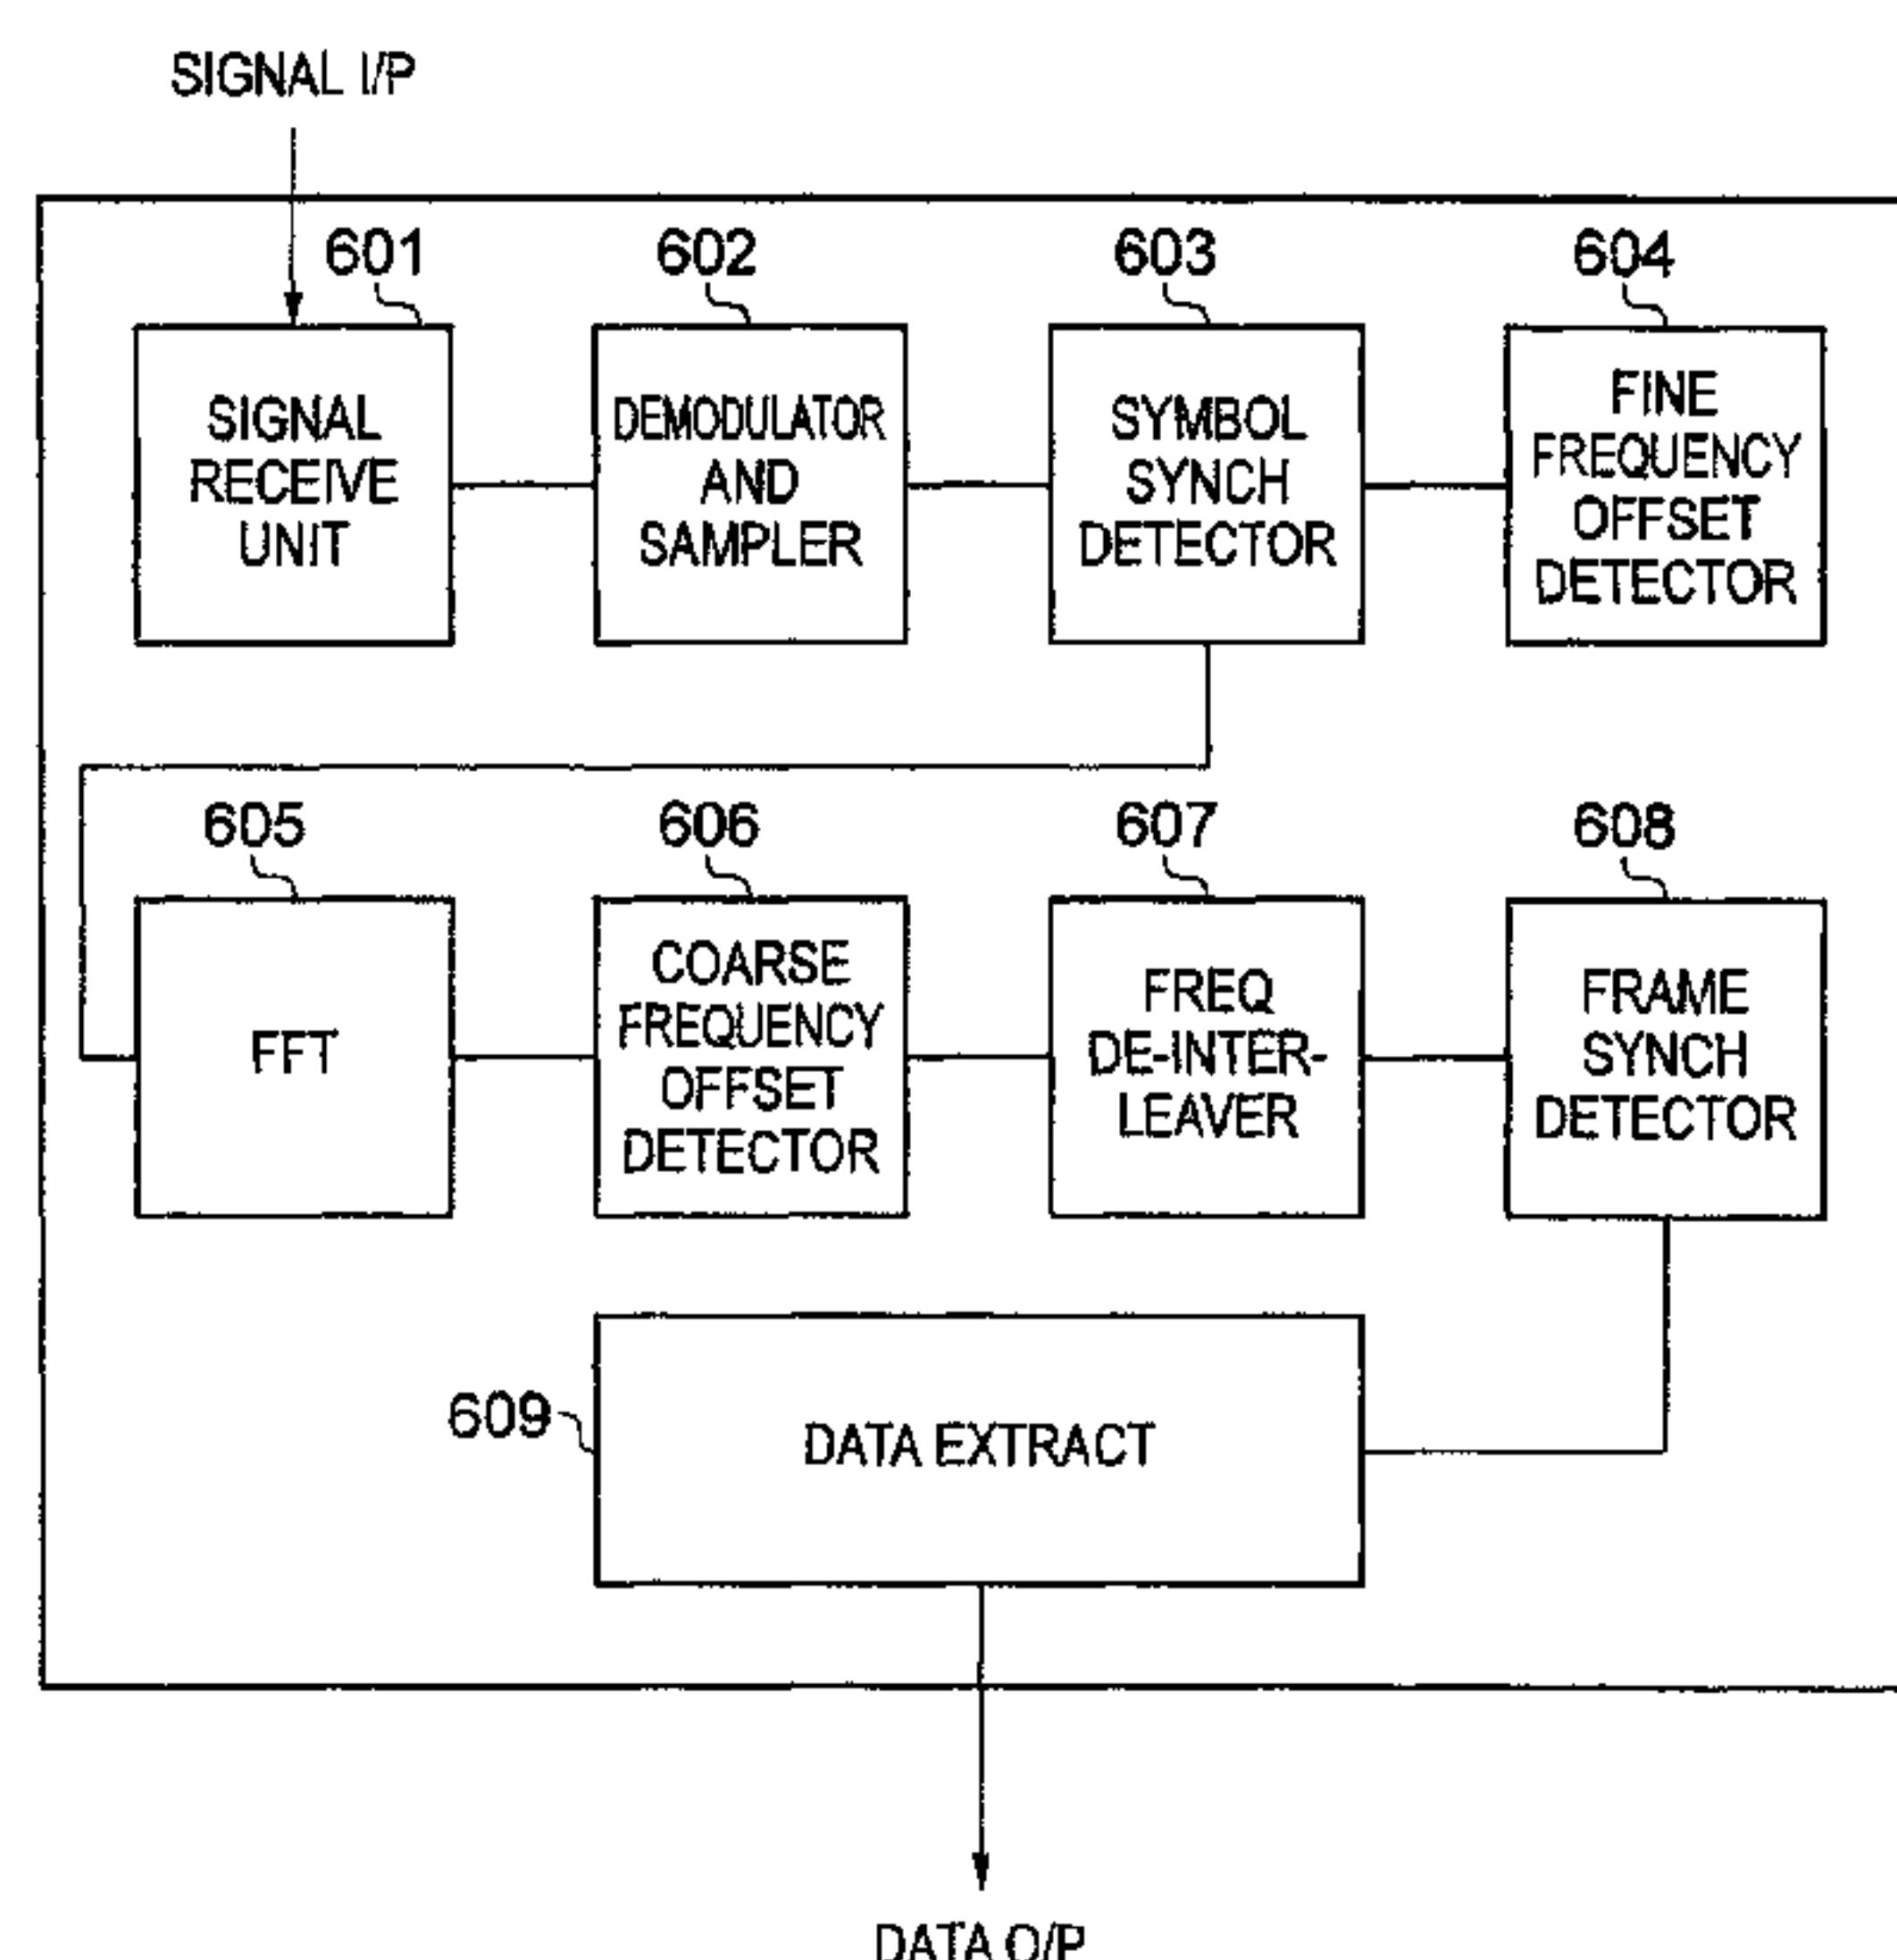 SIGNAL I/P
601
602
603
604
SIGNAL
RECEIVE
UNIT
DEMODULATOR
AND
SAMPLER
SYMBOL
SYNCH
DETECTOR
FINE
FREQUENCY
OFFSET
DETECTOR
605
606
607
608
FFT
COARSE
FREQUENCY
OFFSET
DETECTOR
FREQ
DE-INTER-
LEAVER
FRAME
SYNCH
DETECTOR
609
DATA EXTRACT
DATA O/P